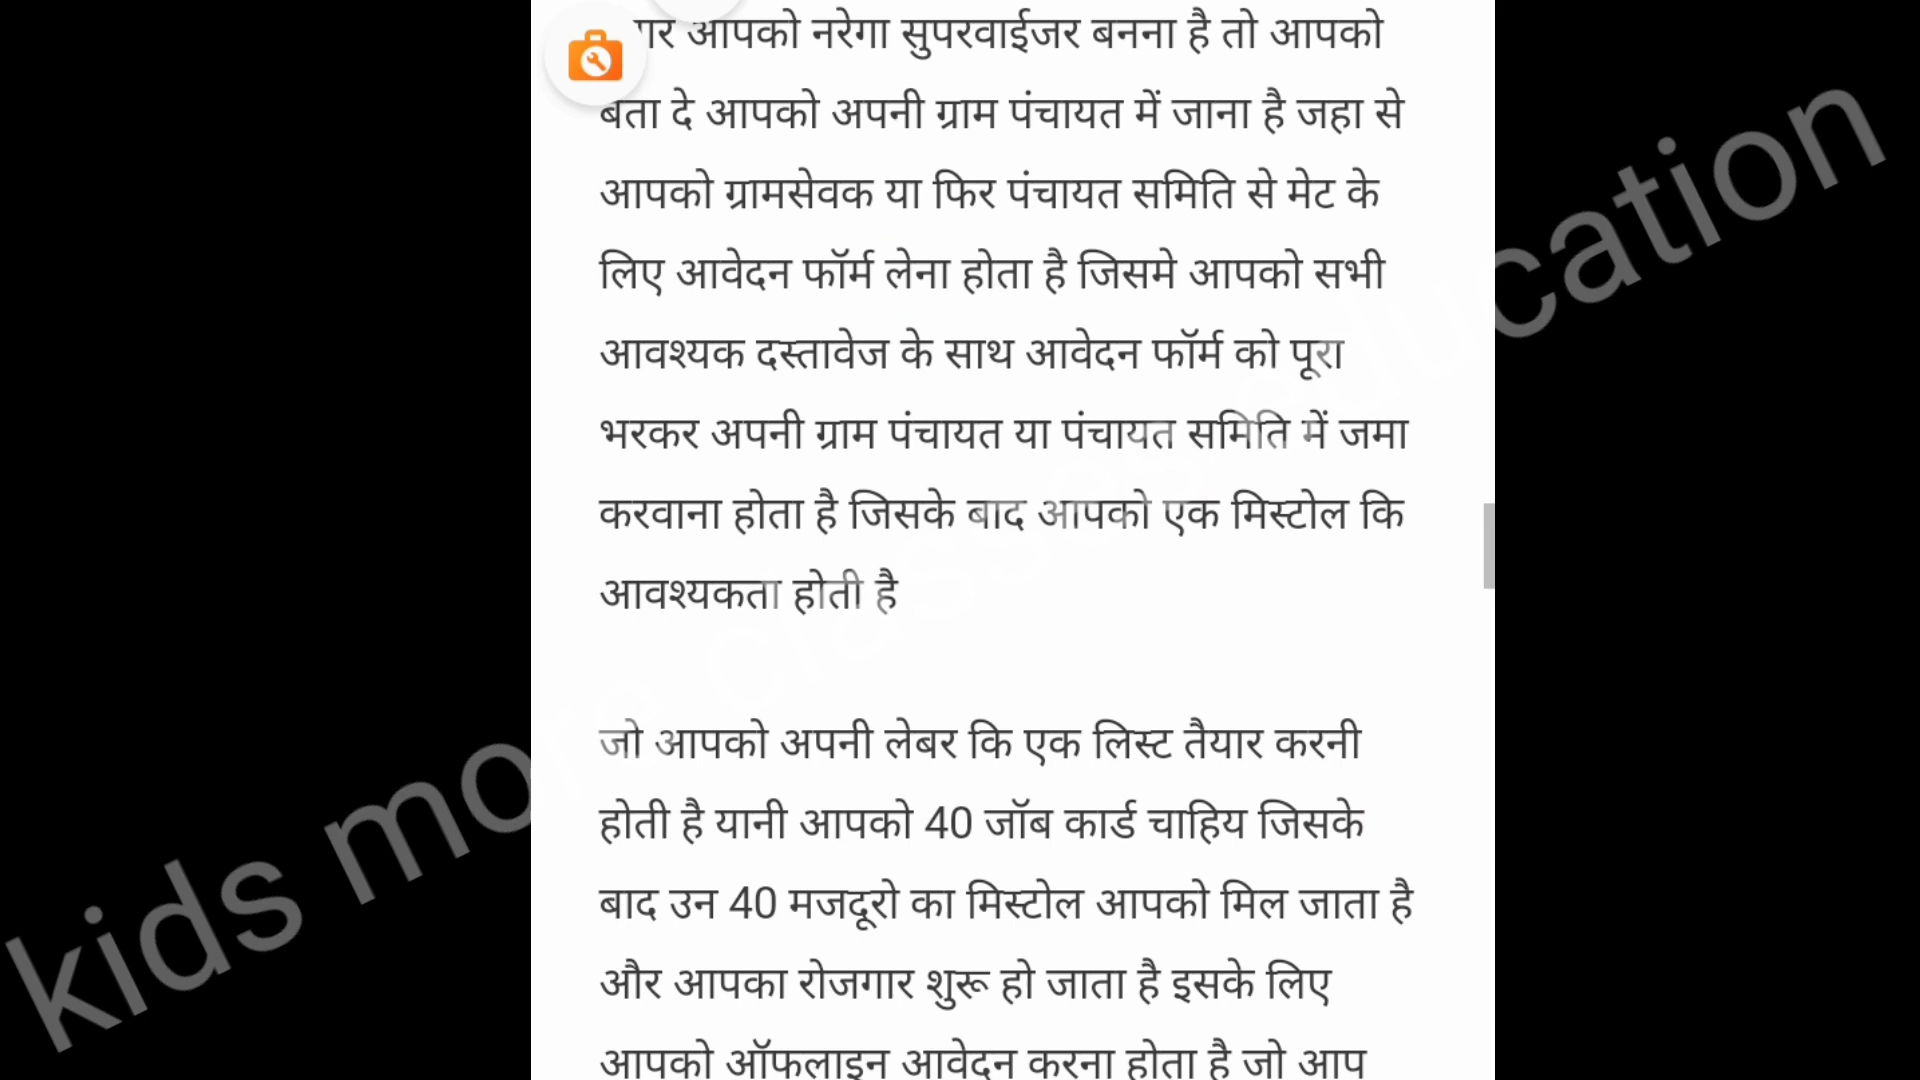 आपको नरेगा सुपरवाईजर बनना है तो आपको
बता दे आपको अपनी ग्राम पंचायत में जाना है जहा से
आपको ग्रामसेवक या फिर पंचायत समिति से मेट के
लिए आवेदन फॉर्म लेना होता है जिसमे आपको सभी
आवश्यक दस्तावेज के साथ आवेदन फॉर्म को पूरा
भरकर अपनी ग्राम पंचायत या पंचायत समिति में जमा
करवाना होता है जिसके बाद आपको एक मिस्टोल कि
आवश्यकता होती है
जो आपको अपनी लेबर कि एक लिस्ट तैयार करनी
होती है यानी आपको 40 जॉब कार्ड चाहिय जिसके
बाद उन 40 मजदूरो का मिस्टोल आपको मिल जाता है
और आपका रोजगार शुरू हो जाता है इसके लिए
आपको ऑफलाइन आवेदन करना होता है जो आप
kids more classes education